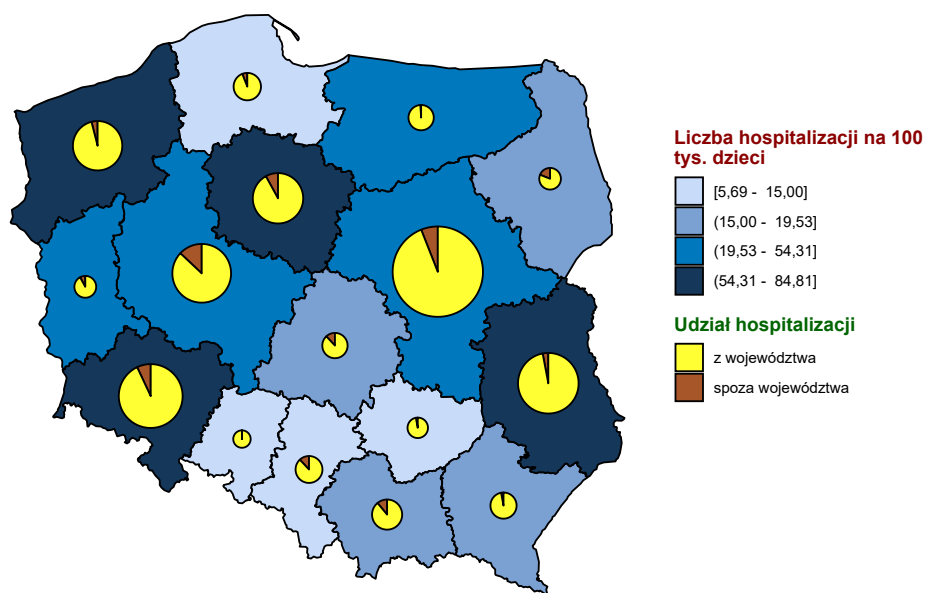 Liczba hospitalizacji na 100
tys. dzieci
[5,69 - 15,00]
(15,00 - 19,53]
(19,53 - 54,31]
(54,31 - 84,81]
Udział hospitalizacji
z województwa
spoza województwa